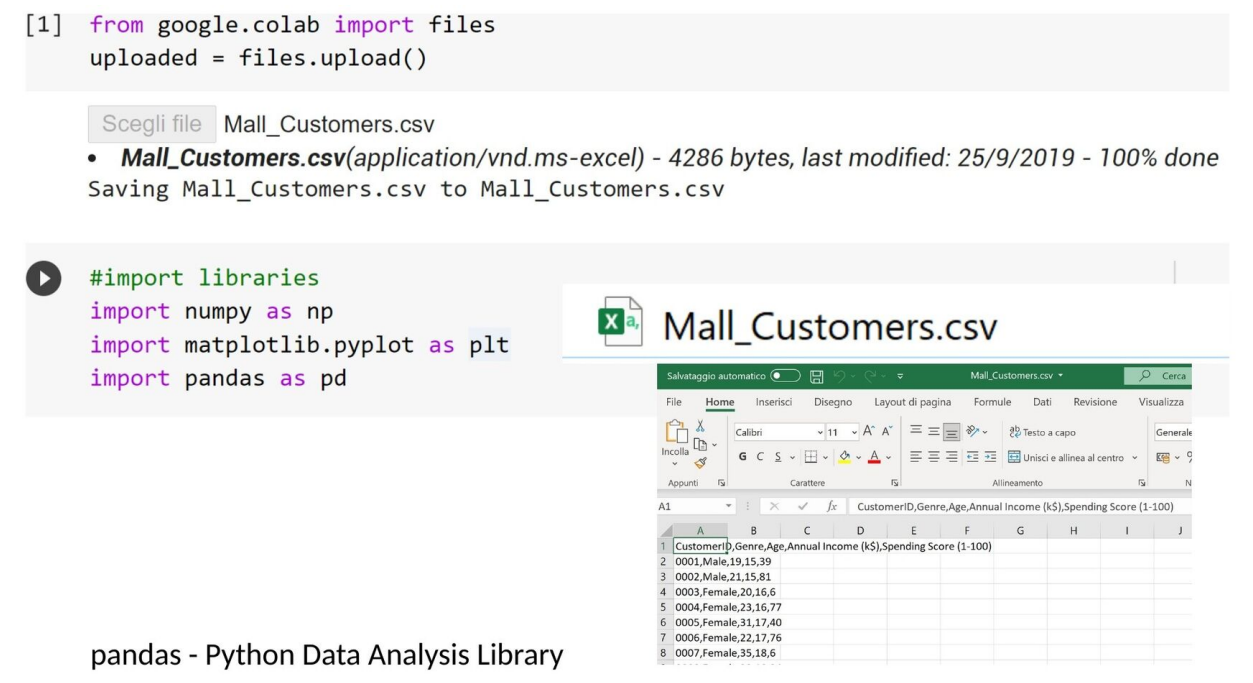 [1] from google.colab import files
uploaded = files.upload()
Scegli file Mall_Customers.csv
• Mall_Customers.csv(application/vnd.ms-excel) - 4286 bytes, last modified: 25/9/2019 - 100% done
Saving Mall_Customers.csv to Mall_Customers.csv
#import libraries
import numpy as np
import matplotlib.pyplot as plt
import pandas as pd
X a,
Mall_Customers.csv
Salvataggio automatico Mall_Customers.csv Cerca
File Home Inserisci Disegno Layout di pagina Formule Dati Revisione Visualizza
Incolla
Calibri 11 A^ A˅ ab Testo a capo Generale
G C S A Unisci e allinea al centro
Appunti Carattere Allineamento N
A1 fx CustomerID,Genre,Age,Annual Income (k$),Spending Score (1-100)
A B C D E F G H I J
1 CustomerID,Genre,Age,Annual Income (k$),Spending Score (1-100)
2 0001,Male,19,15,39
3 0002,Male,21,15,81
4 0003,Female,20,16,6
5 0004,Female,23,16,77
6 0005,Female,31,17,40
7 0006,Female,22,17,76
8 0007,Female,35,18,6
pandas - Python Data Analysis Library